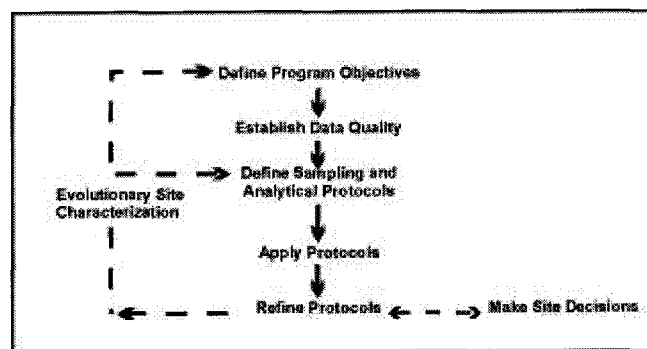 Define Program Objectives
Establish Data Quality
Define Sampling and
Analytical Protocols
Evolutionary Site
Characterization
Apply Protocols
Refine Protocols
Make Site Decisions